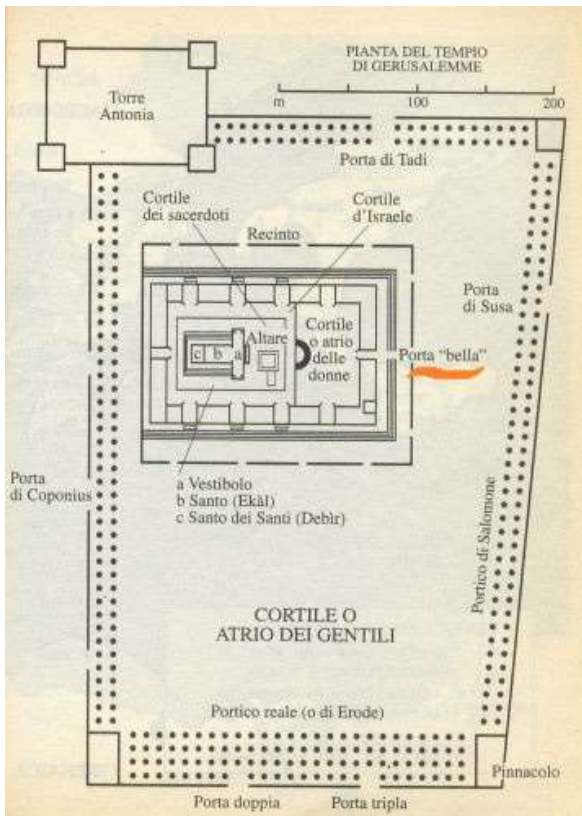 PIANTA DEL TEMPIO
DI GERUSALEMME
m 100 200
Torre
Antonia
Porta di Tadi
Cortile
dei sacerdoti
Cortile
d'Israele
Recinto
Porta
di Susa
Cortile
o atrio
delle
donne
Altare
c b a
Porta "bella"
Porta
di Coponius
a Vestibolo
b Santo (Ekàl)
c Santo dei Santi (Debìr)
Portico di Salomone
CORTILE O
ATRIO DEI GENTILI
Portico reale (o di Erode)
Pinnacolo
Porta doppia Porta tripla